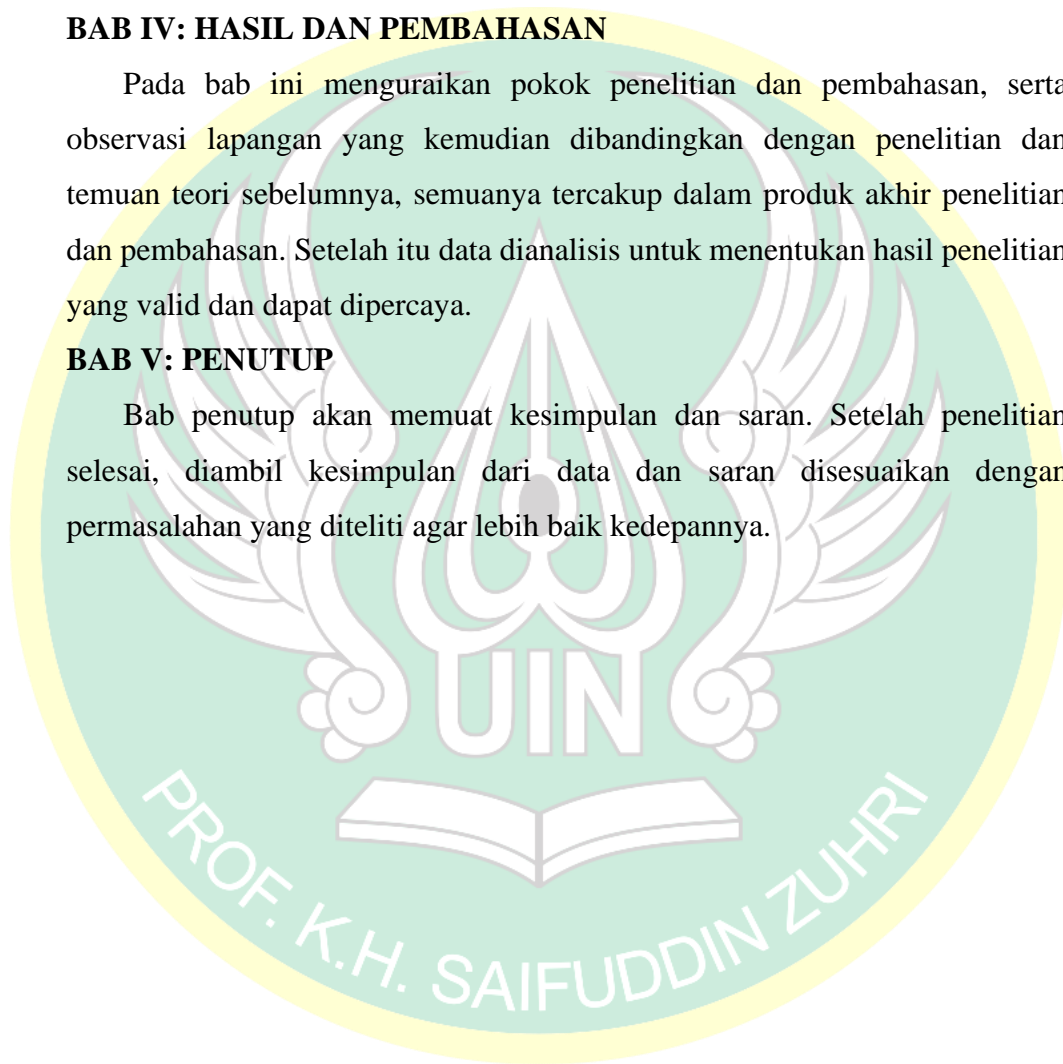 BAB IV: HASIL DAN PEMBAHASAN
Pada bab ini menguraikan pokok penelitian dan pembahasan, serta
observasi lapangan yang kemudian dibandingkan dengan penelitian dan
temuan teori sebelumnya, semuanya tercakup dalam produk akhir penelitian
dan pembahasan. Setelah itu data dianalisis untuk menentukan hasil penelitian
yang valid dan dapat dipercaya.
BAB V: PENUTUP
Bab penutup akan memuat kesimpulan dan saran. Setelah penelitian
selesai, diambil kesimpulan dari data dan saran disesuaikan dengan
permasalahan yang diteliti agar lebih baik kedepannya.
UIN
PROF. K.H. SAIFUDDIN ZUHRI